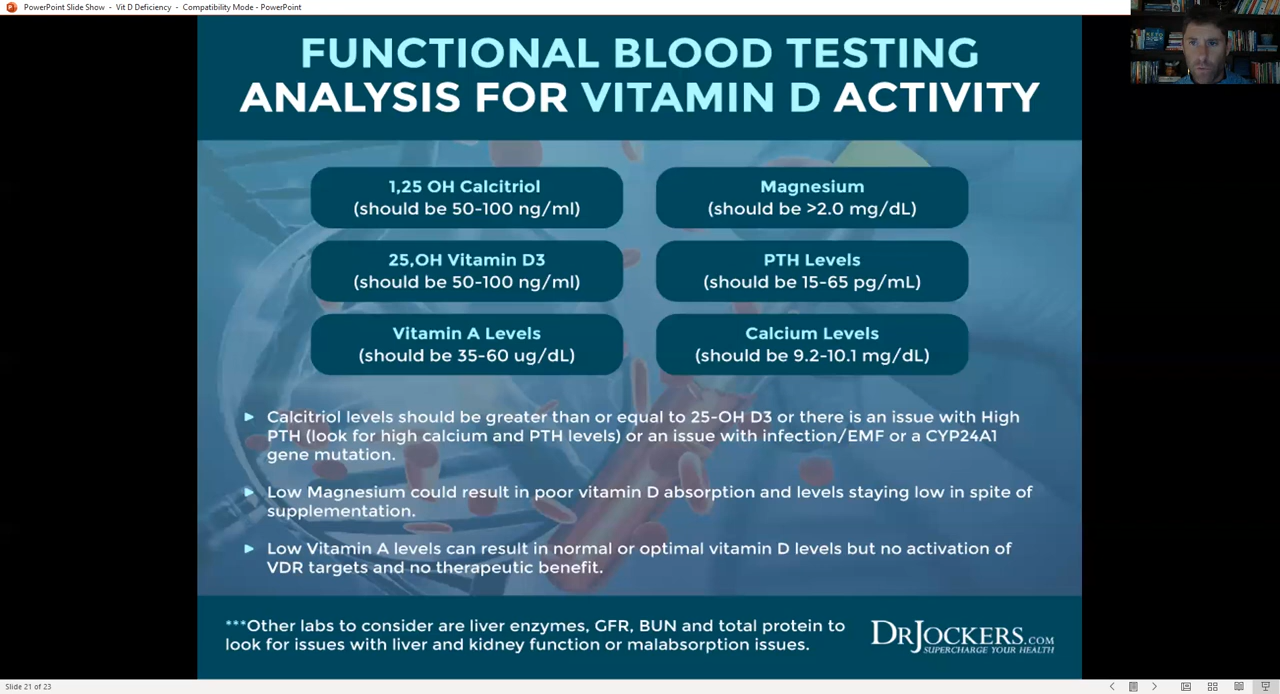 PowerPoint Slide Show - Vit D Deficiency - Compatibility Mode - PowerPoint
FUNCTIONAL BLOOD TESTING
ANALYSIS FOR VITAMIN D ACTIVITY
1,25 OH Calcitriol
(should be 50-100 ng/ml)
Magnesium
(should be >2.0 mg/dL)
25,OH Vitamin D3
(should be 50-100 ng/ml)
PTH Levels
(should be 15-65 pg/mL)
Vitamin A Levels
(should be 35-60 ug/dL)
Calcium Levels
(should be 9.2-10.1 mg/dL)
Calcitriol levels should be greater than or equal to 25-OH D3 or there is an issue with High
PTH (look for high calcium and PTH levels) or an issue with infection/EMF or a CYP24A1
gene mutation.
Low Magnesium could result in poor vitamin D absorption and levels staying low in spite of
supplementation.
Low Vitamin A levels can result in normal or optimal vitamin D levels but no activation of
VDR targets and no therapeutic benefit.
***Other labs to consider are liver enzymes, GFR, BUN and total protein to
look for issues with liver and kidney function or malabsorption issues.
DRJOCKERS.COM
SUPERCHARGE YOUR HEALTH
Slide 21 of 23